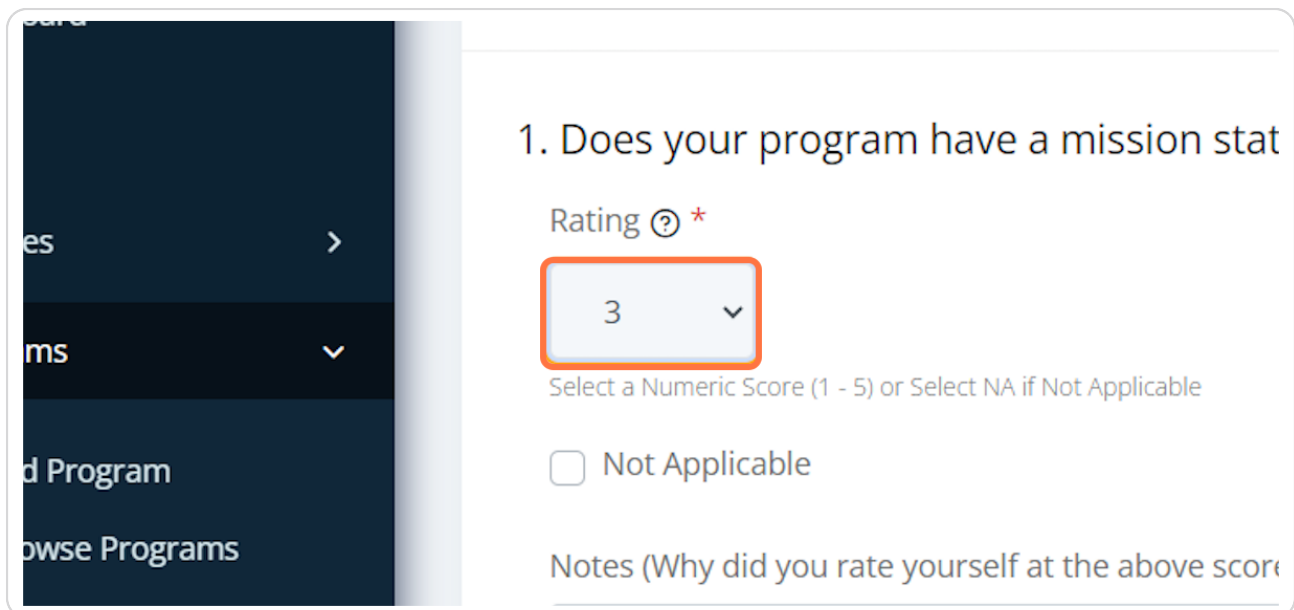 1. Does your program have a mission stat
Rating ? *
es
3
ms
Select a Numeric Score (1 - 5) or Select NA if Not Applicable
d Program
Not Applicable
owse Programs
Notes (Why did you rate yourself at the above score